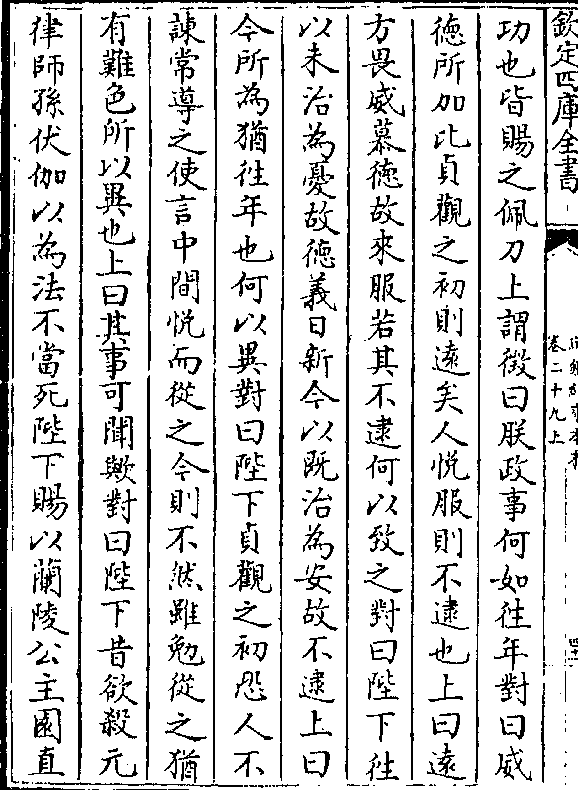 欽定四庫全書
卷二十九上
功也皆賜之佩刀上謂徴曰朕政事何如往年對曰威
徳所加比貞觀之初則逺矣人悦服則不逮也上曰逺
方畏威慕徳故來服若其不逮何以致之對曰陛下往
以未治為憂故徳義日新今以既治為安故不逮上曰
今所為猶徃年也何以異對曰陛下貞觀之初恐人不
諫常導之使言中間悦而從之今則不然雖勉從之猶
有難色所以異也上曰其事可聞歟對曰陛下昔欲殺元
律師孫伏伽以為法不當死陛下賜以蘭陵公主園直